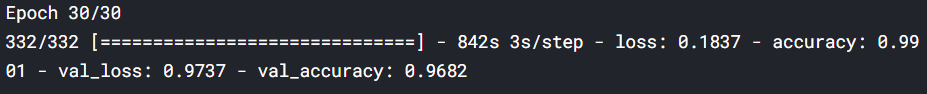 Epoch 30/30
332/332 [==============================] - 842s 3s/step - loss: 0.1837 - accuracy: 0.99
01 - val_loss: 0.9737 - val_accuracy: 0.9682